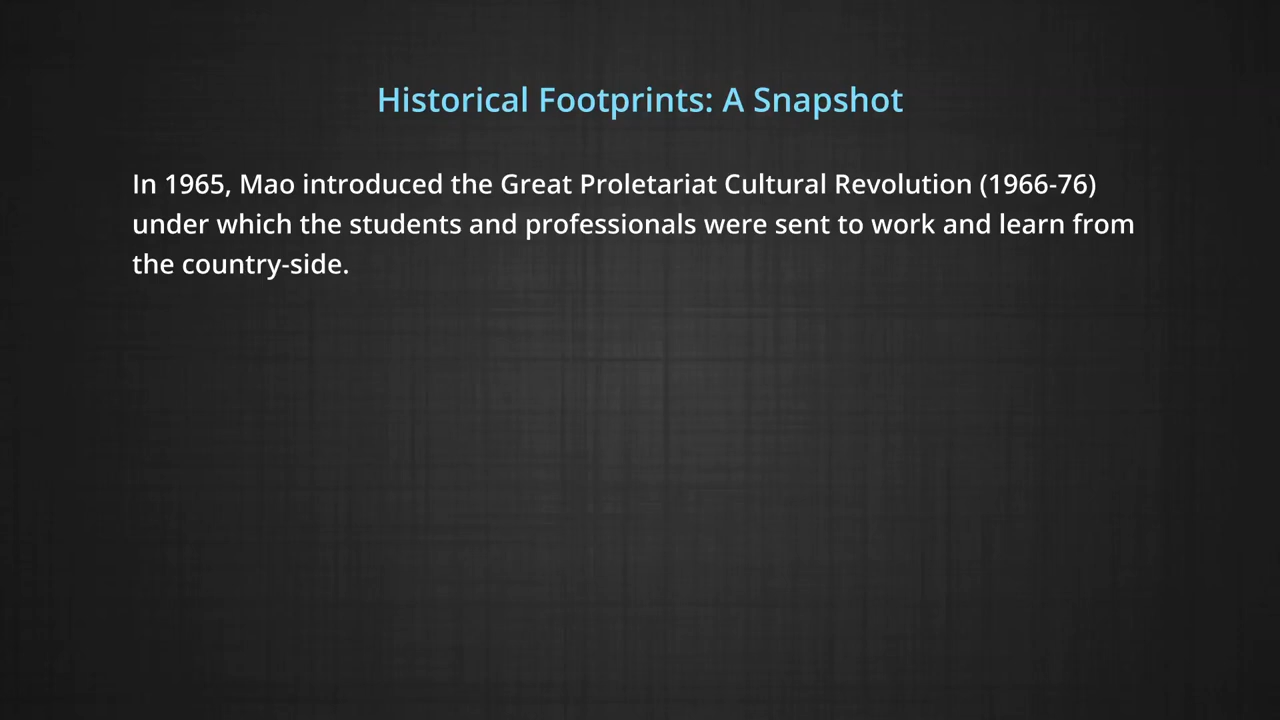 Historical Footprints: A Snapshot
In 1965, Mao introduced the Great Proletariat Cultural Revolution (1966-76)
under which the students and professionals were sent to work and learn from
the country-side.